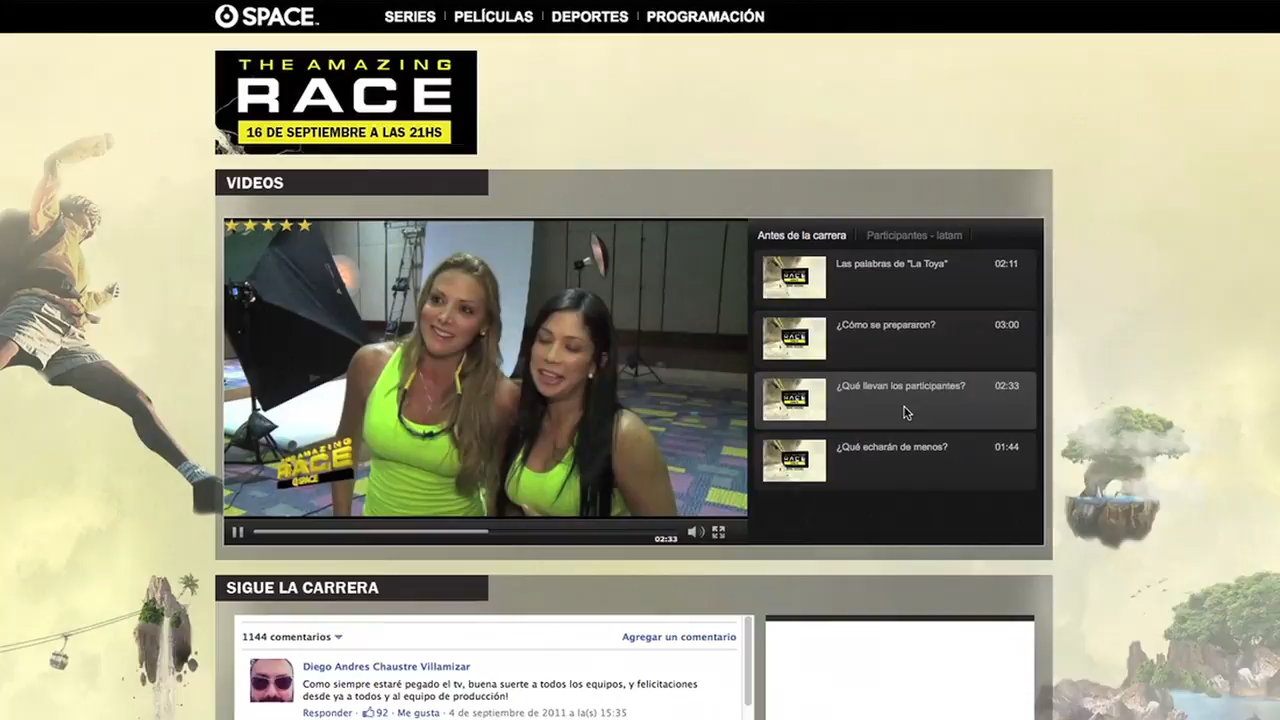 SPACE
SERIES
PELÍCULAS
DEPORTES
PROGRAMACIÓN
THE AMAZING
RACE
16 DE SEPTIEMBRE A LAS 21HS
VIDEOS
Antes de la carrera
Participantes - latam
Las palabras de "La Toya"
02:11
¿Cómo se prepararon?
03:00
¿Qué llevan los participantes?
02:33
¿Qué echarán de menos?
01:44
THE AMAZING
RACE
SPACE
02:33
SIGUE LA CARRERA
1144 comentarios
Agregar un comentario
Diego Andres Chaustre Villamizar
Como siempre estaré pegado el tv, buena suerte a todos los equipos, y felicitaciones
desde ya a todos y al equipo de producción!
Responder · 92 · Me gusta · 4 de septiembre de 2011 a la(s) 15:35